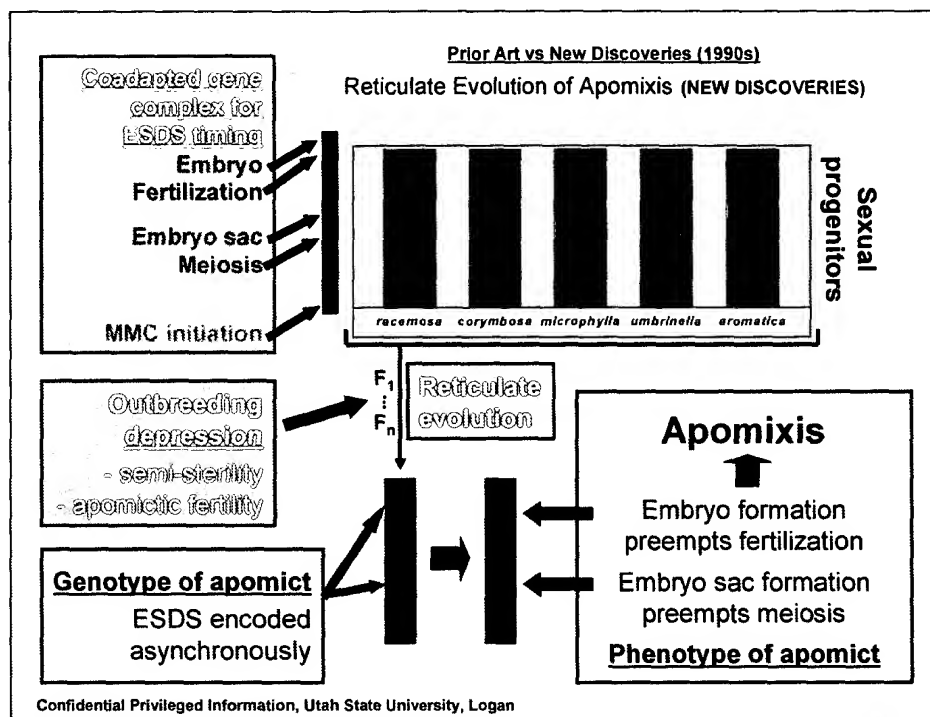 Prior Art vs New Discoveries (1990s)
Reticulate Evolution of Apomixis (NEW DISCOVERIES)
Coadapted gene
complex for
ESDS timing
Embryo
Fertilization
Embryo sac
Meiosis
MMC initiation
racemosa corymbosa microphylla umbrinella aromatica
Sexual
progenitors
F1
⋮
Fn
Reticulate
evolution
Outbreeding
depression
- semi-sterility
- apomictic fertility
Genotype of apomict
ESDS encoded
asynchronously
Apomixis
Embryo formation
preempts fertilization
Embryo sac formation
preempts meiosis
Phenotype of apomict
Confidential Privileged Information, Utah State University, Logan